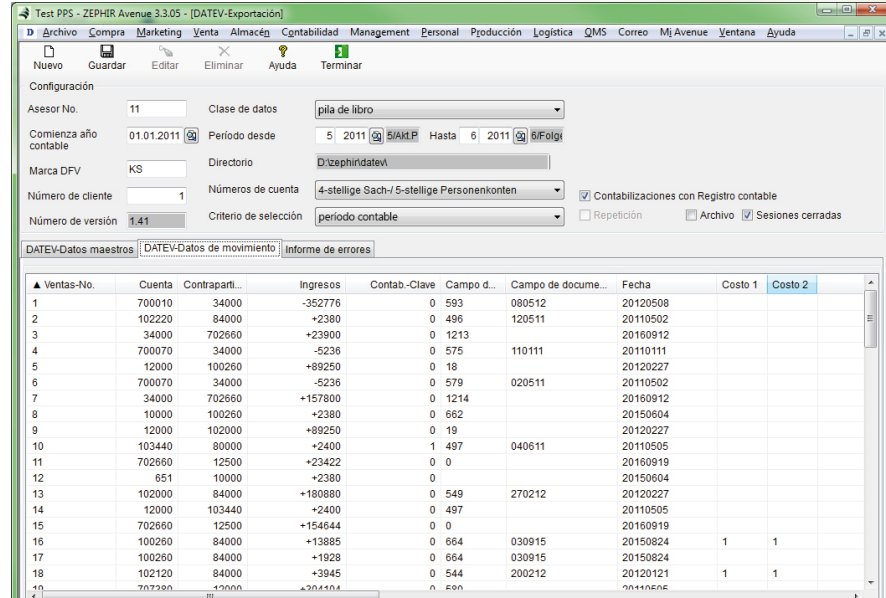 Test PPS - ZEPHIR Avenue 3.3.05 - [DATEV-Exportación]
D Archivo Compra Marketing Venta Almacén Contabilidad Management Personal Producción Logística QMS Correo Mi Avenue Ventana Ayuda
Nuevo Guardar Editar Eliminar Ayuda Terminar
Configuración
Asesor No. 11 Clase de datos pila de libro
Comienza año contable 01.01.2011 Período desde 5 2011 5/Akt.P Hasta 6 2011 6/Folge
Marca DFV KS Directorio D:\zephir\datev\
Número de cliente 1 Números de cuenta 4-stellige Sach-/ 5-stellige Personenkonten Contabilizaciones con Registro contable
Número de versión 1.41 Criterio de selección período contable Repetición Archivo Sesiones cerradas
DATEV-Datos maestros DATEV-Datos de movimiento Informe de errores
▲ Ventas-No. Cuenta Contraparti... Ingresos Contab.-Clave Campo d... Campo de docume... Fecha Costo 1 Costo 2
1 700010 34000 -352776 0 593 080512 20120508
2 102220 84000 +2380 0 496 120511 20110502
3 34000 702660 +23900 0 1213 20160912
4 700070 34000 -5236 0 575 110111 20110111
5 12000 100260 +89250 0 18 20120227
6 700070 34000 -5236 0 579 020511 20110502
7 34000 702660 +157800 0 1214 20160912
8 10000 100260 +2380 0 662 20150604
9 12000 102000 +89250 0 19 20120227
10 103440 80000 +2400 1 497 040611 20110505
11 702660 12500 +23422 0 0 20160919
12 651 10000 +2380 0 20150604
13 102000 84000 +180880 0 549 270212 20120227
14 12000 103440 +2400 0 497 20110505
15 702660 12500 +154644 0 0 20160919
16 100260 84000 +13885 0 664 030915 20150824 1 1
17 100260 84000 +1928 0 664 030915 20150824
18 102120 84000 +3945 0 544 200212 20120121 1 1
19 707380 12000 +304104 0 580 20110506